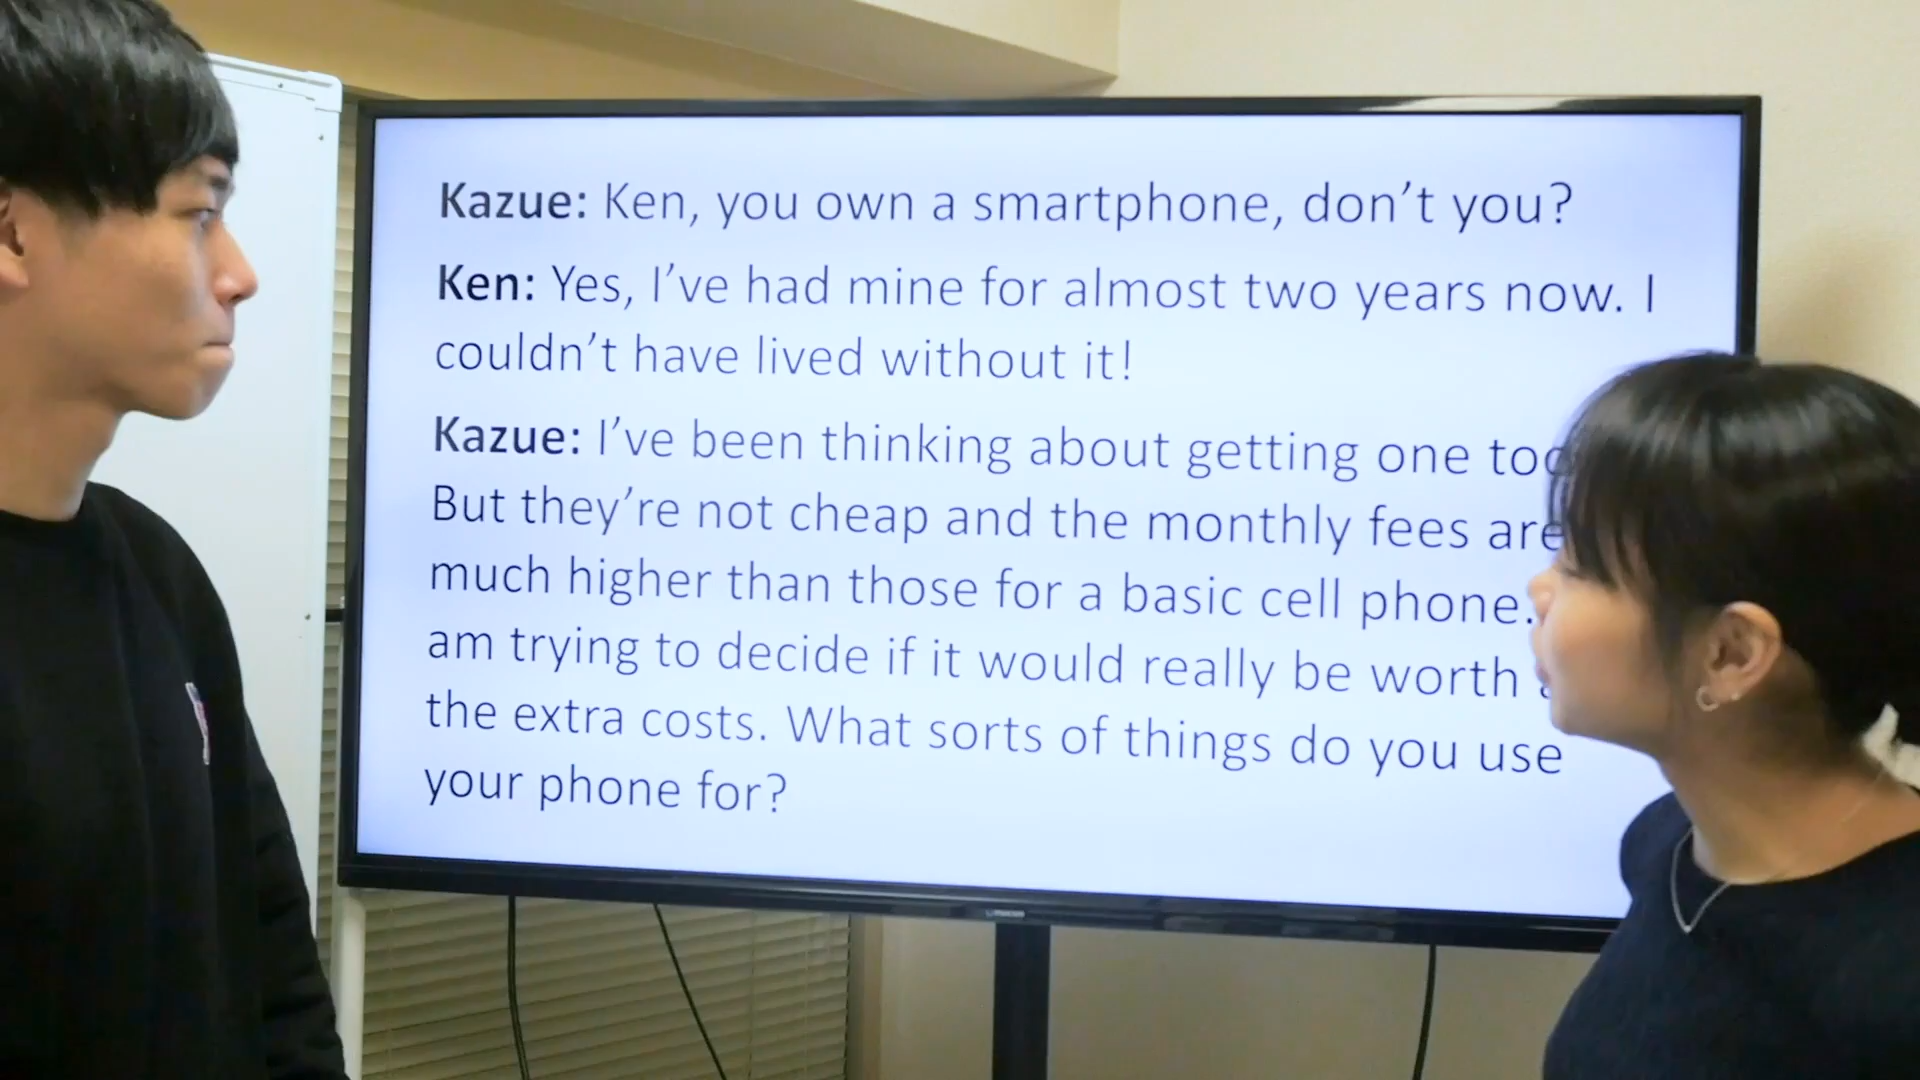 Kazue: Ken, you own a smartphone, don't you?
Ken: Yes, I've had mine for almost two years now. I
couldn't have lived without it!
Kazue: I've been thinking about getting one too
But they're not cheap and the monthly fees are
much higher than those for a basic cell phone.
am trying to decide if it would really be worth
the extra costs. What sorts of things do you use
your phone for?